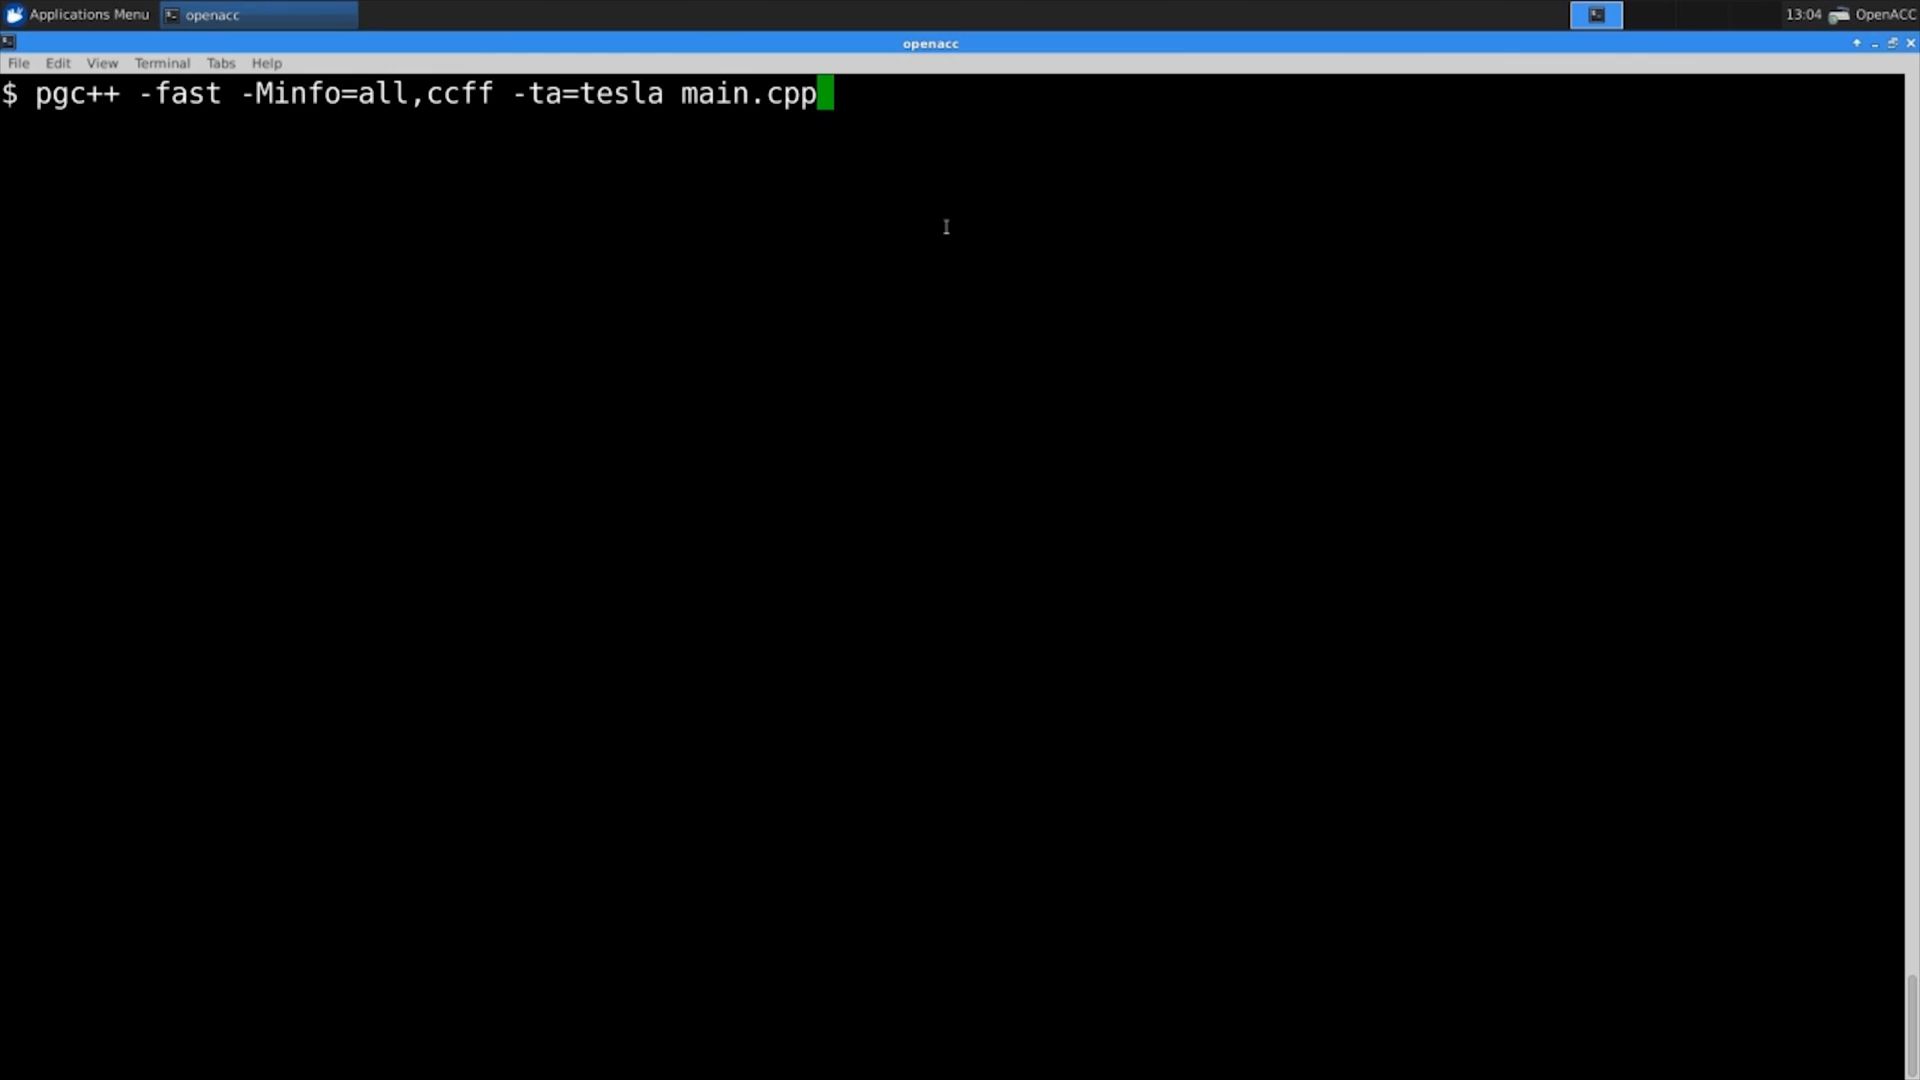 Applications Menu openacc 13:04 OpenACC
openacc
File Edit View Terminal Tabs Help
$ pgc++ -fast -Minfo=all,ccff -ta=tesla main.cpp